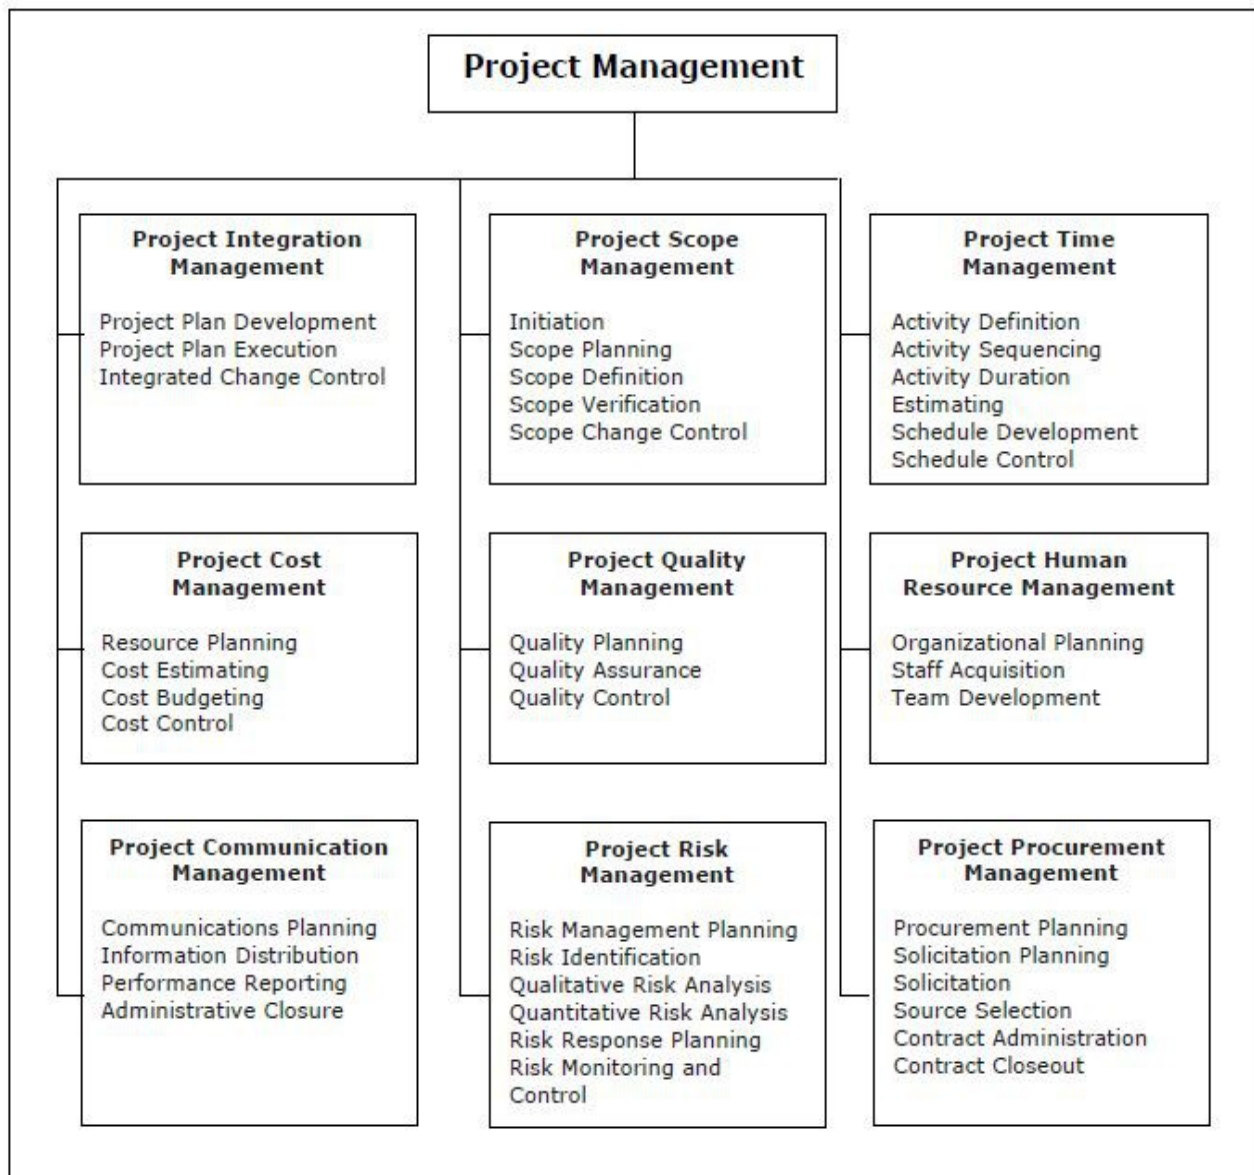 Project Management
Project Integration
Management
Project Plan Development
Project Plan Execution
Integrated Change Control
Project Scope
Management
Initiation
Scope Planning
Scope Definition
Scope Verification
Scope Change Control
Project Time
Management
Activity Definition
Activity Sequencing
Activity Duration
Estimating
Schedule Development
Schedule Control
Project Cost
Management
Resource Planning
Cost Estimating
Cost Budgeting
Cost Control
Project Quality
Management
Quality Planning
Quality Assurance
Quality Control
Project Human
Resource Management
Organizational Planning
Staff Acquisition
Team Development
Project Communication
Management
Communications Planning
Information Distribution
Performance Reporting
Administrative Closure
Project Risk
Management
Risk Management Planning
Risk Identification
Qualitative Risk Analysis
Quantitative Risk Analysis
Risk Response Planning
Risk Monitoring and
Control
Project Procurement
Management
Procurement Planning
Solicitation Planning
Solicitation
Source Selection
Contract Administration
Contract Closeout